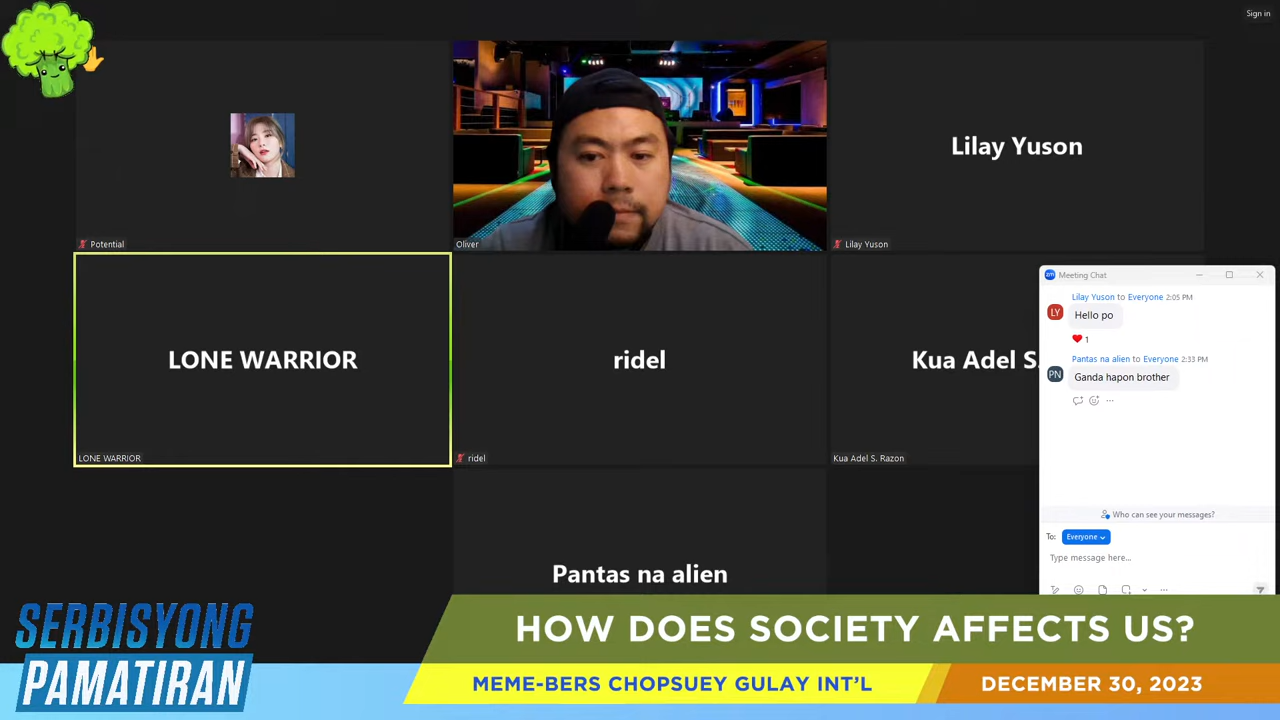 Sign in
Potential
Oliver
Lilay Yuson
Lilay Yuson
LONE WARRIOR
LONE WARRIOR
ridel
ridel
Kua Adel S.
Kua Adel S. Razon
Pantas na alien
zm Meeting Chat
Lilay Yuson to Everyone 2:05 PM
LY
Hello po
1
Pantas na alien to Everyone 2:33 PM
PN
Ganda hapon brother
Who can see your messages?
To: Everyone
Type message here...
SERBISYONG
PAMATIRAN
HOW DOES SOCIETY AFFECTS US?
MEME-BERS CHOPSUEY GULAY INT'L
DECEMBER 30, 2023